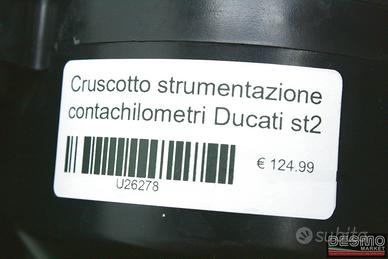 Cruscotto strumentazione
contachilometri Ducati st2
€ 124.99
U26278
subito
DESMO
MARKET